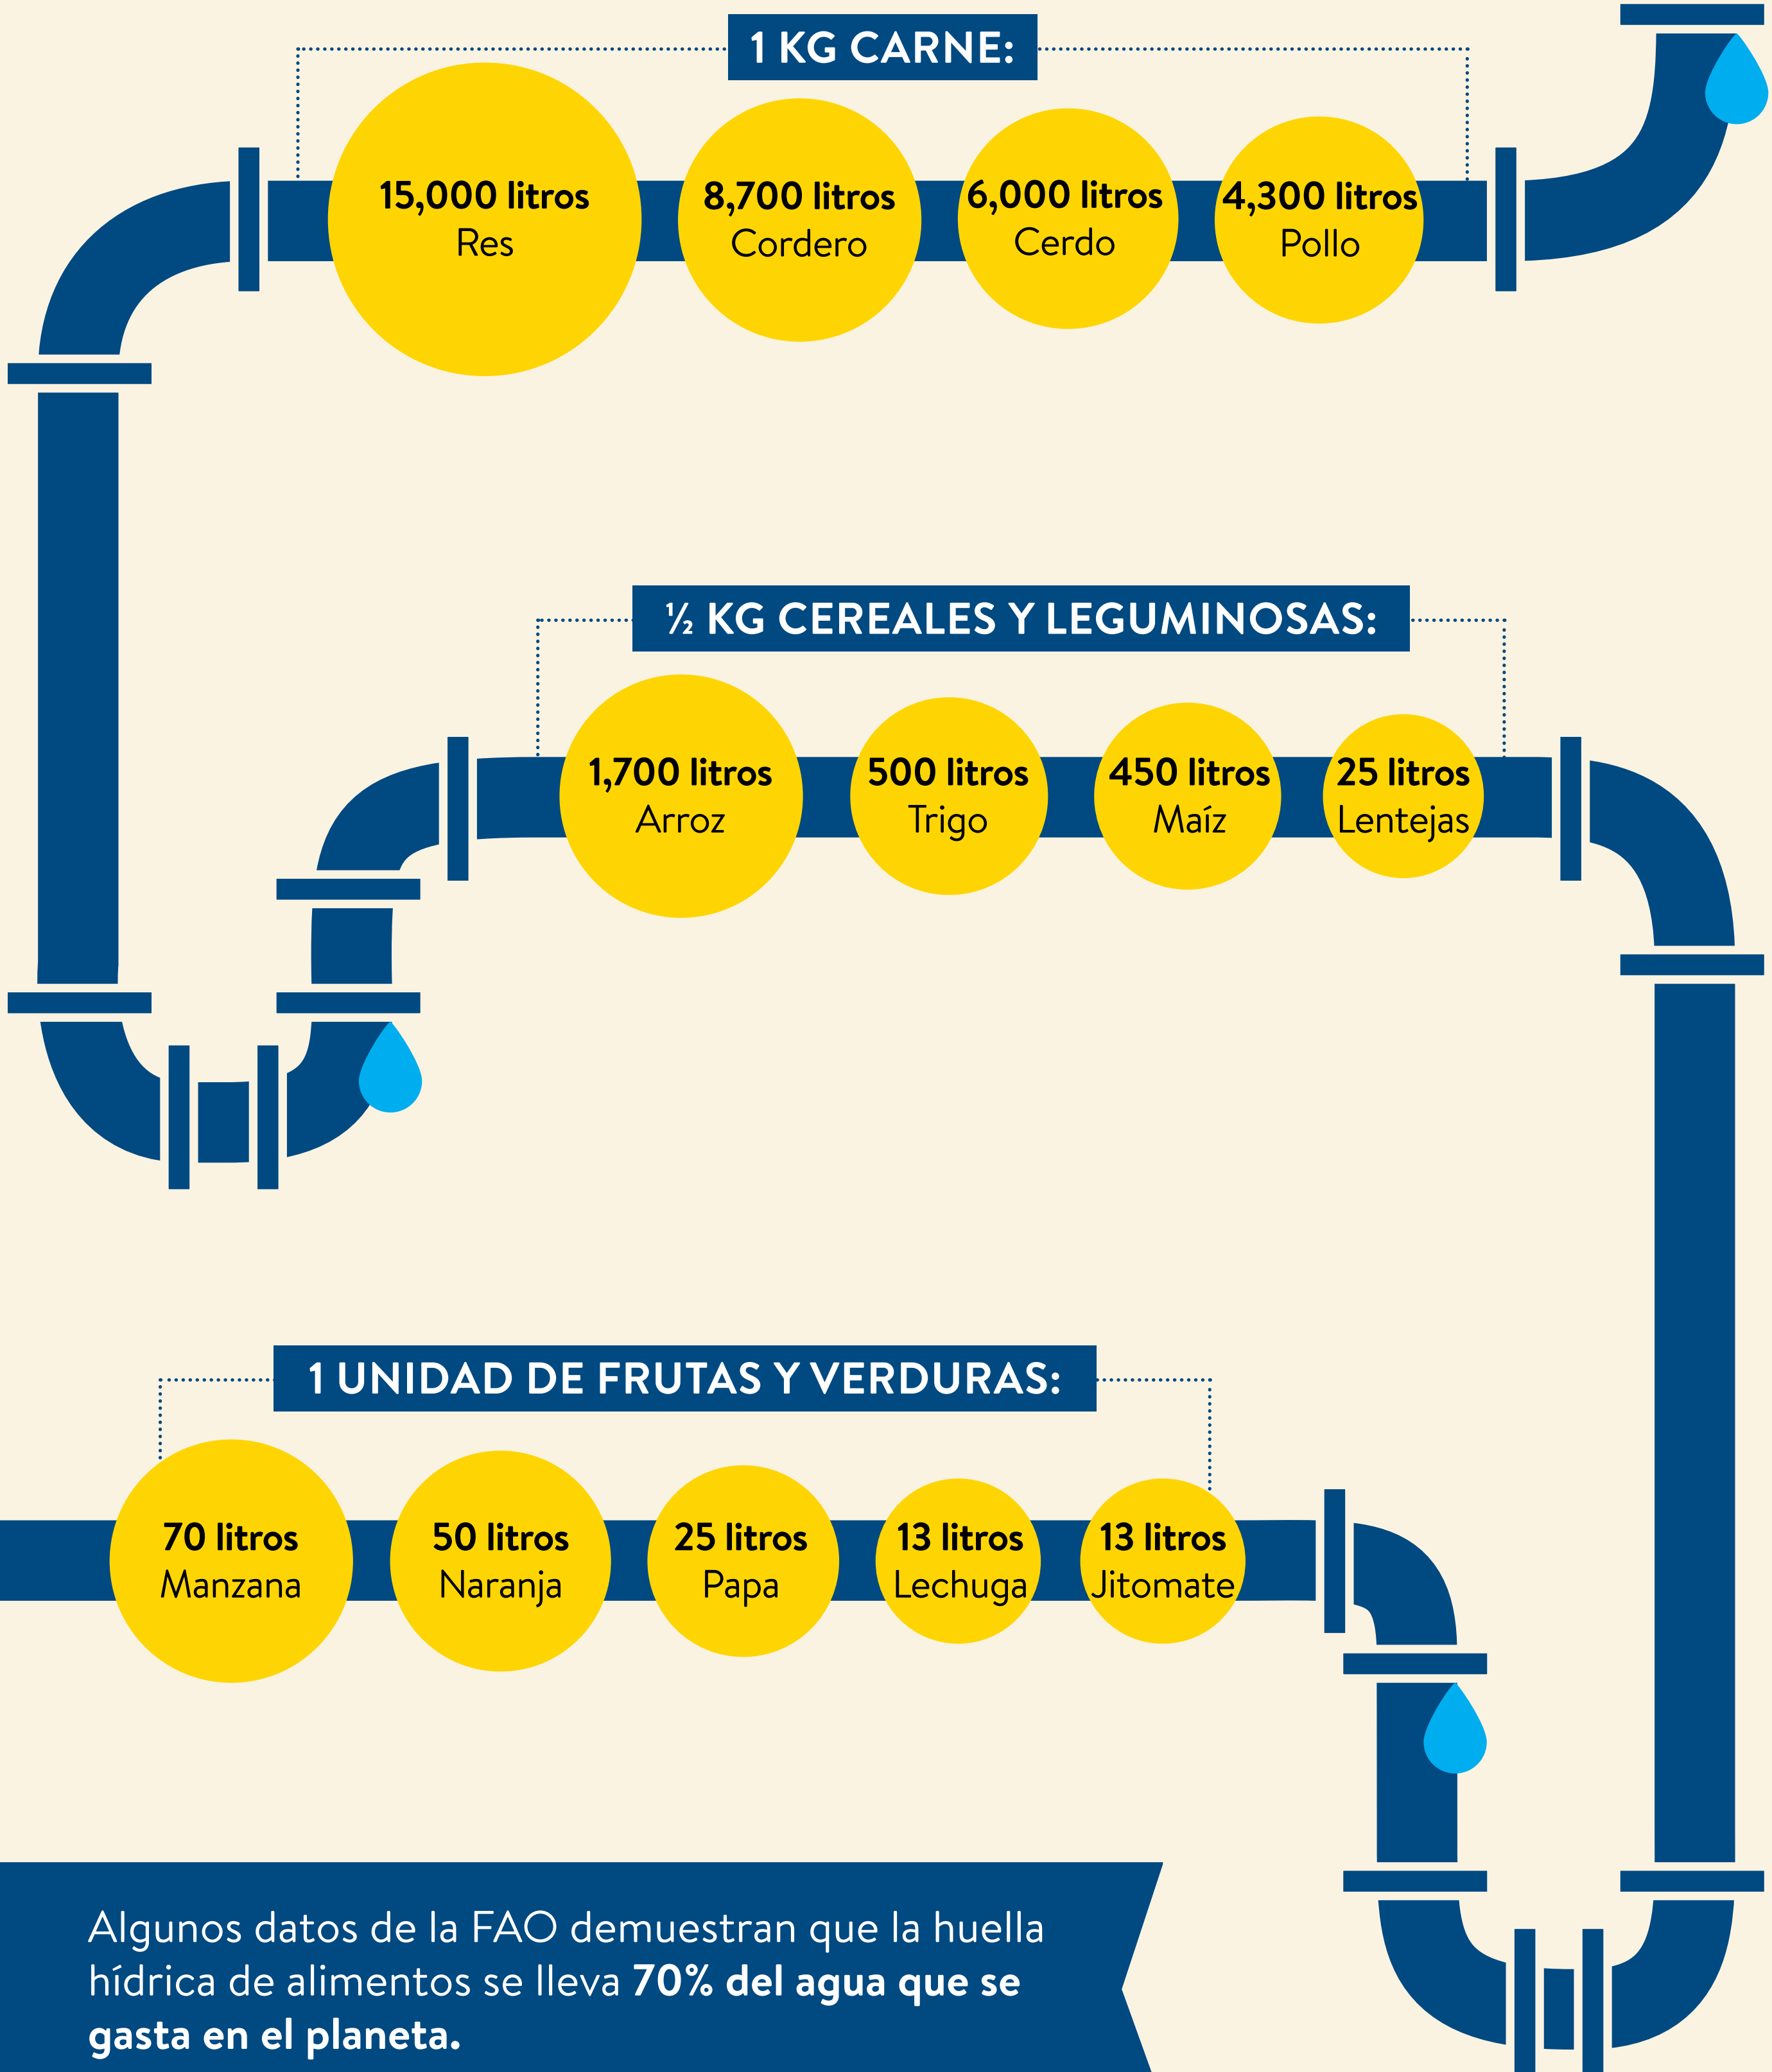 1 KG CARNE:
15,000 litros
Res
8,700 litros
Cordero
6,000 litros
Cerdo
4,300 litros
Pollo
½ KG CEREALES Y LEGUMINOSAS:
1,700 litros
Arroz
500 litros
Trigo
450 litros
Maíz
25 litros
Lentejas
1 UNIDAD DE FRUTAS Y VERDURAS:
70 litros
Manzana
50 litros
Naranja
25 litros
Papa
13 litros
Lechuga
13 litros
Jitomate
Algunos datos de la FAO demuestran que la huella
hídrica de alimentos se lleva 70% del agua que se
gasta en el planeta.